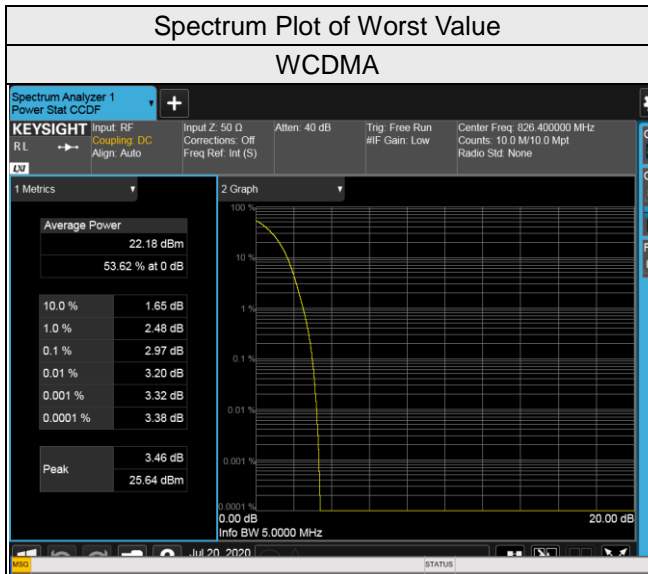 Spectrum Plot of Worst Value
WCDMA
Spectrum Analyzer 1
Power Stat CCDF
+
KEYSIGHT
RL
LXI
Input: RF
Coupling: DC
Align: Auto
Input Z: 50 Ω
Corrections: Off
Freq Ref: Int (S)
Atten: 40 dB
Trig: Free Run
#IF Gain: Low
Center Freq: 826.400000 MHz
Counts: 10.0 M/10.0 Mpt
Radio Std: None
1 Metrics
Average Power
22.18 dBm
53.62 % at 0 dB
10.0 % 1.65 dB
1.0 % 2.48 dB
0.1 % 2.97 dB
0.01 % 3.20 dB
0.001 % 3.32 dB
0.0001 % 3.38 dB
Peak
3.46 dB
25.64 dBm
2 Graph
100 %
10 %
1 %
0.1 %
0.01 %
0.001 %
0.0001 %
0.00 dB 20.00 dB
Info BW 5.0000 MHz
Jul 20, 2020
MSG STATUS